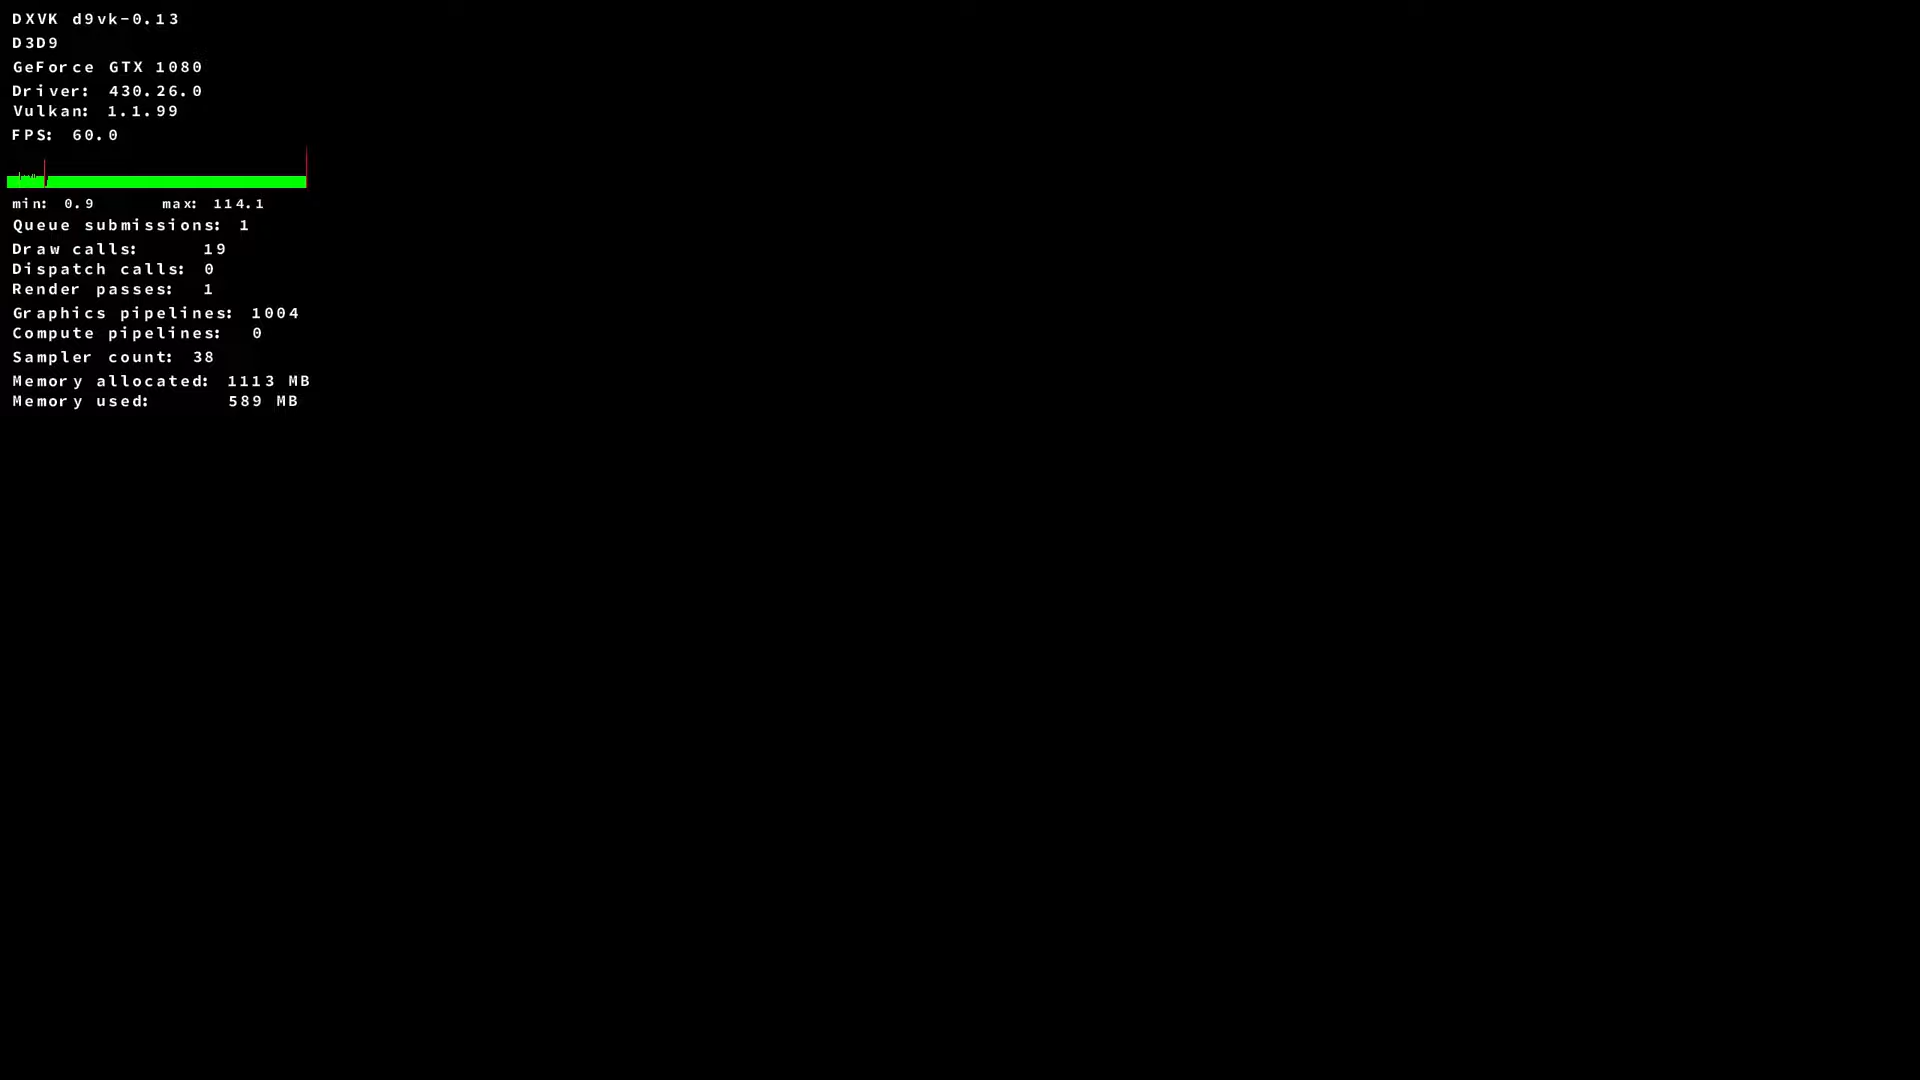 DXVK d9vk-0.13
D3D9
GeForce GTX 1080
Driver: 430.26.0
Vulkan: 1.1.99
FPS: 60.0
min: 0.9 max: 114.1
Queue submissions: 1
Draw calls: 19
Dispatch calls: 0
Render passes: 1
Graphics pipelines: 1004
Compute pipelines: 0
Sampler count: 38
Memory allocated: 1113 MB
Memory used: 589 MB